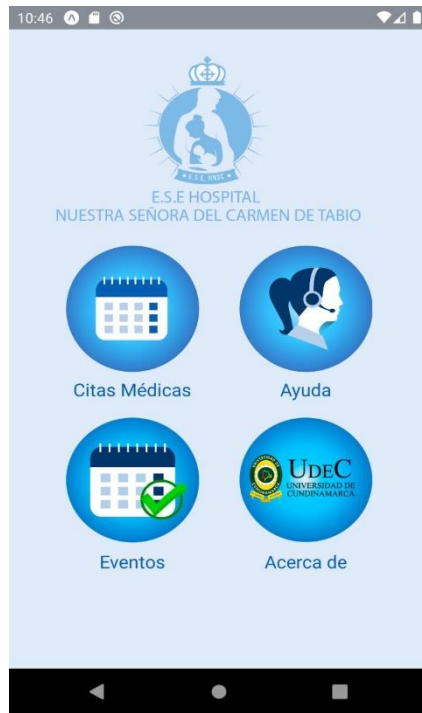 10:46
E.S.E. HNSC
E.S.E HOSPITAL
NUESTRA SEÑORA DEL CARMEN DE TABIO
Citas Médicas
Ayuda
UDEC
UNIVERSIDAD DE
CUNDINAMARCA
Eventos
Acerca de